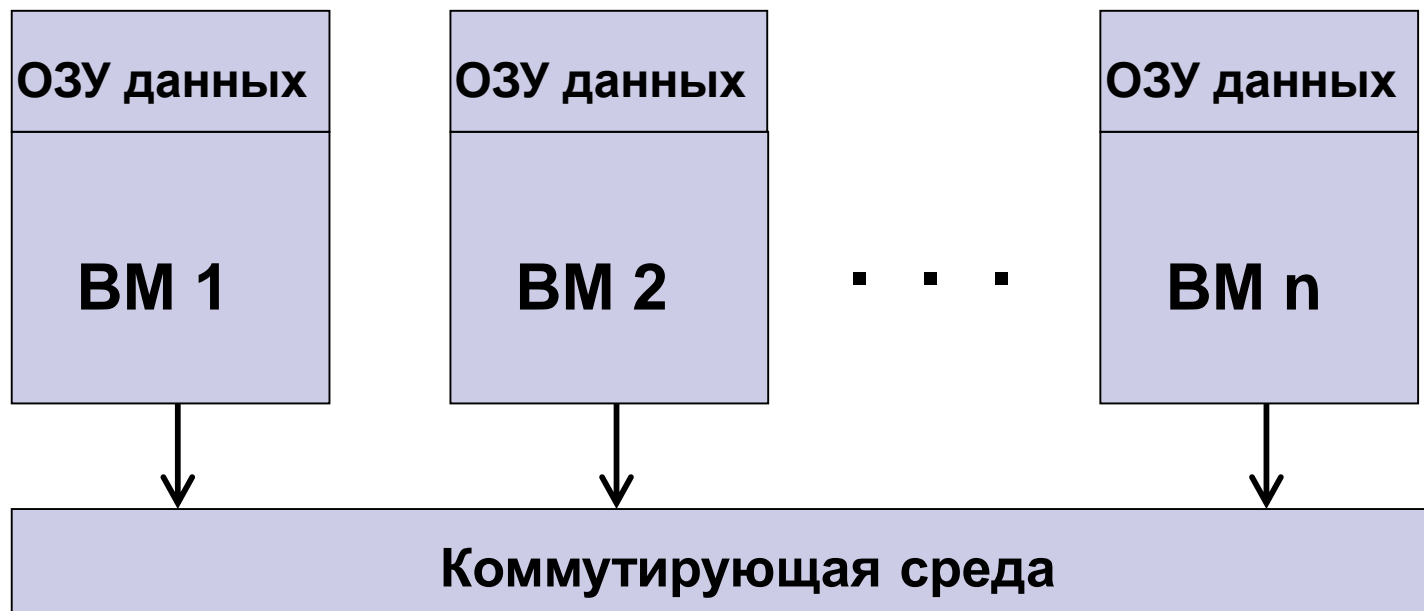 ОЗУ данных ОЗУ данных ОЗУ данных
ВМ 1 ВМ 2 . . . ВМ n
Коммутирующая среда